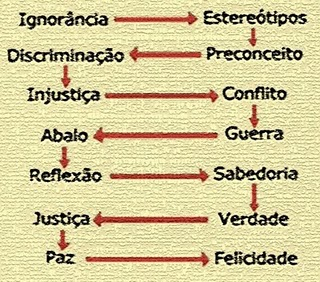 Ignorância Estereótipos
Discriminação Preconceito
Injustiça Conflito
Abalo Guerra
Reflexão Sabedoria
Justiça Verdade
Paz Felicidade